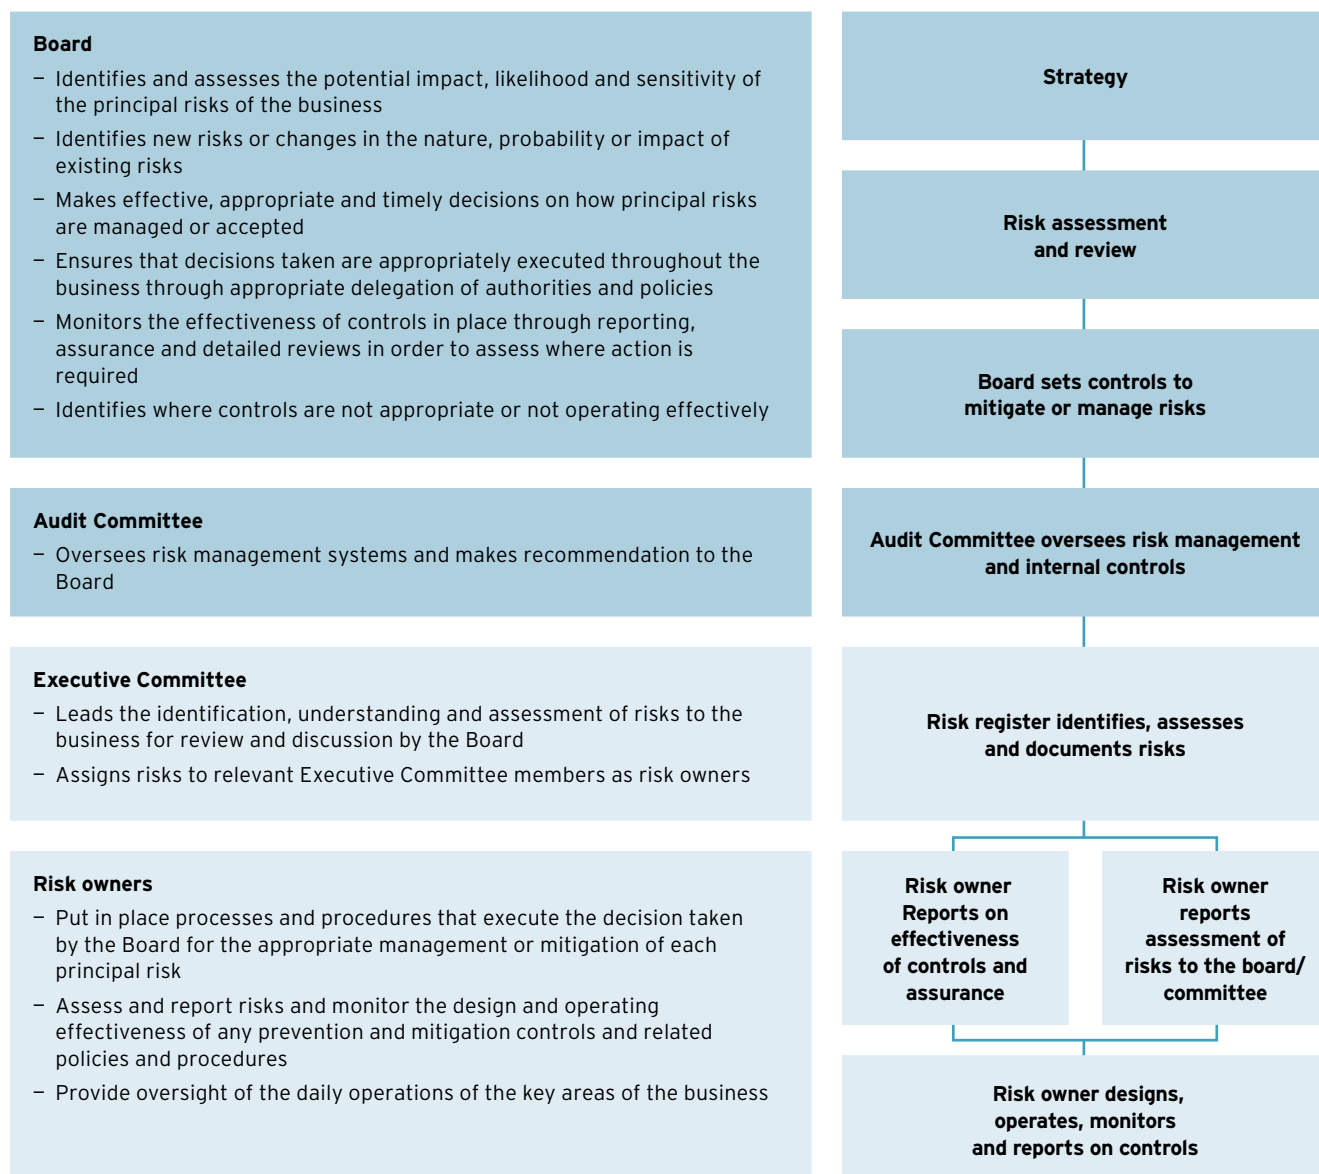 Board
– Identifies and assesses the potential impact, likelihood and sensitivity of
the principal risks of the business
– Identifies new risks or changes in the nature, probability or impact of
existing risks
– Makes effective, appropriate and timely decisions on how principal risks
are managed or accepted
– Ensures that decisions taken are appropriately executed throughout the
business through appropriate delegation of authorities and policies
– Monitors the effectiveness of controls in place through reporting,
assurance and detailed reviews in order to assess where action is
required
– Identifies where controls are not appropriate or not operating effectively
Strategy
Risk assessment
and review
Board sets controls to
mitigate or manage risks
Audit Committee
– Oversees risk management systems and makes recommendation to the
Board
Audit Committee oversees risk management
and internal controls
Executive Committee
– Leads the identification, understanding and assessment of risks to the
business for review and discussion by the Board
– Assigns risks to relevant Executive Committee members as risk owners
Risk register identifies, assesses
and documents risks
Risk owners
– Put in place processes and procedures that execute the decision taken
by the Board for the appropriate management or mitigation of each
principal risk
– Assess and report risks and monitor the design and operating
effectiveness of any prevention and mitigation controls and related
policies and procedures
– Provide oversight of the daily operations of the key areas of the business
Risk owner
Reports on
effectiveness
of controls and
assurance
Risk owner
reports
assessment of
risks to the board/
committee
Risk owner designs,
operates, monitors
and reports on controls